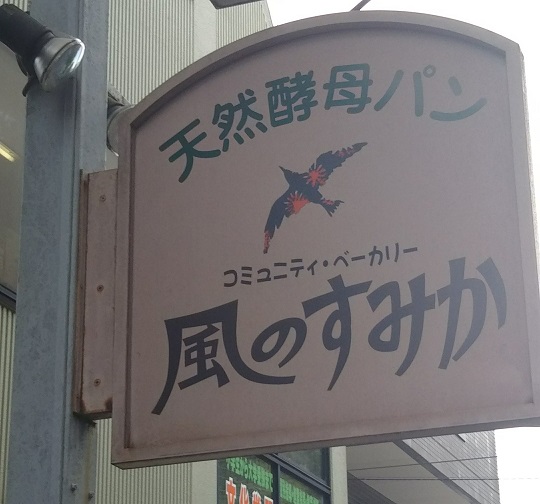 天然酵母パン
コミュニティ・ベーカリー
風のすみか